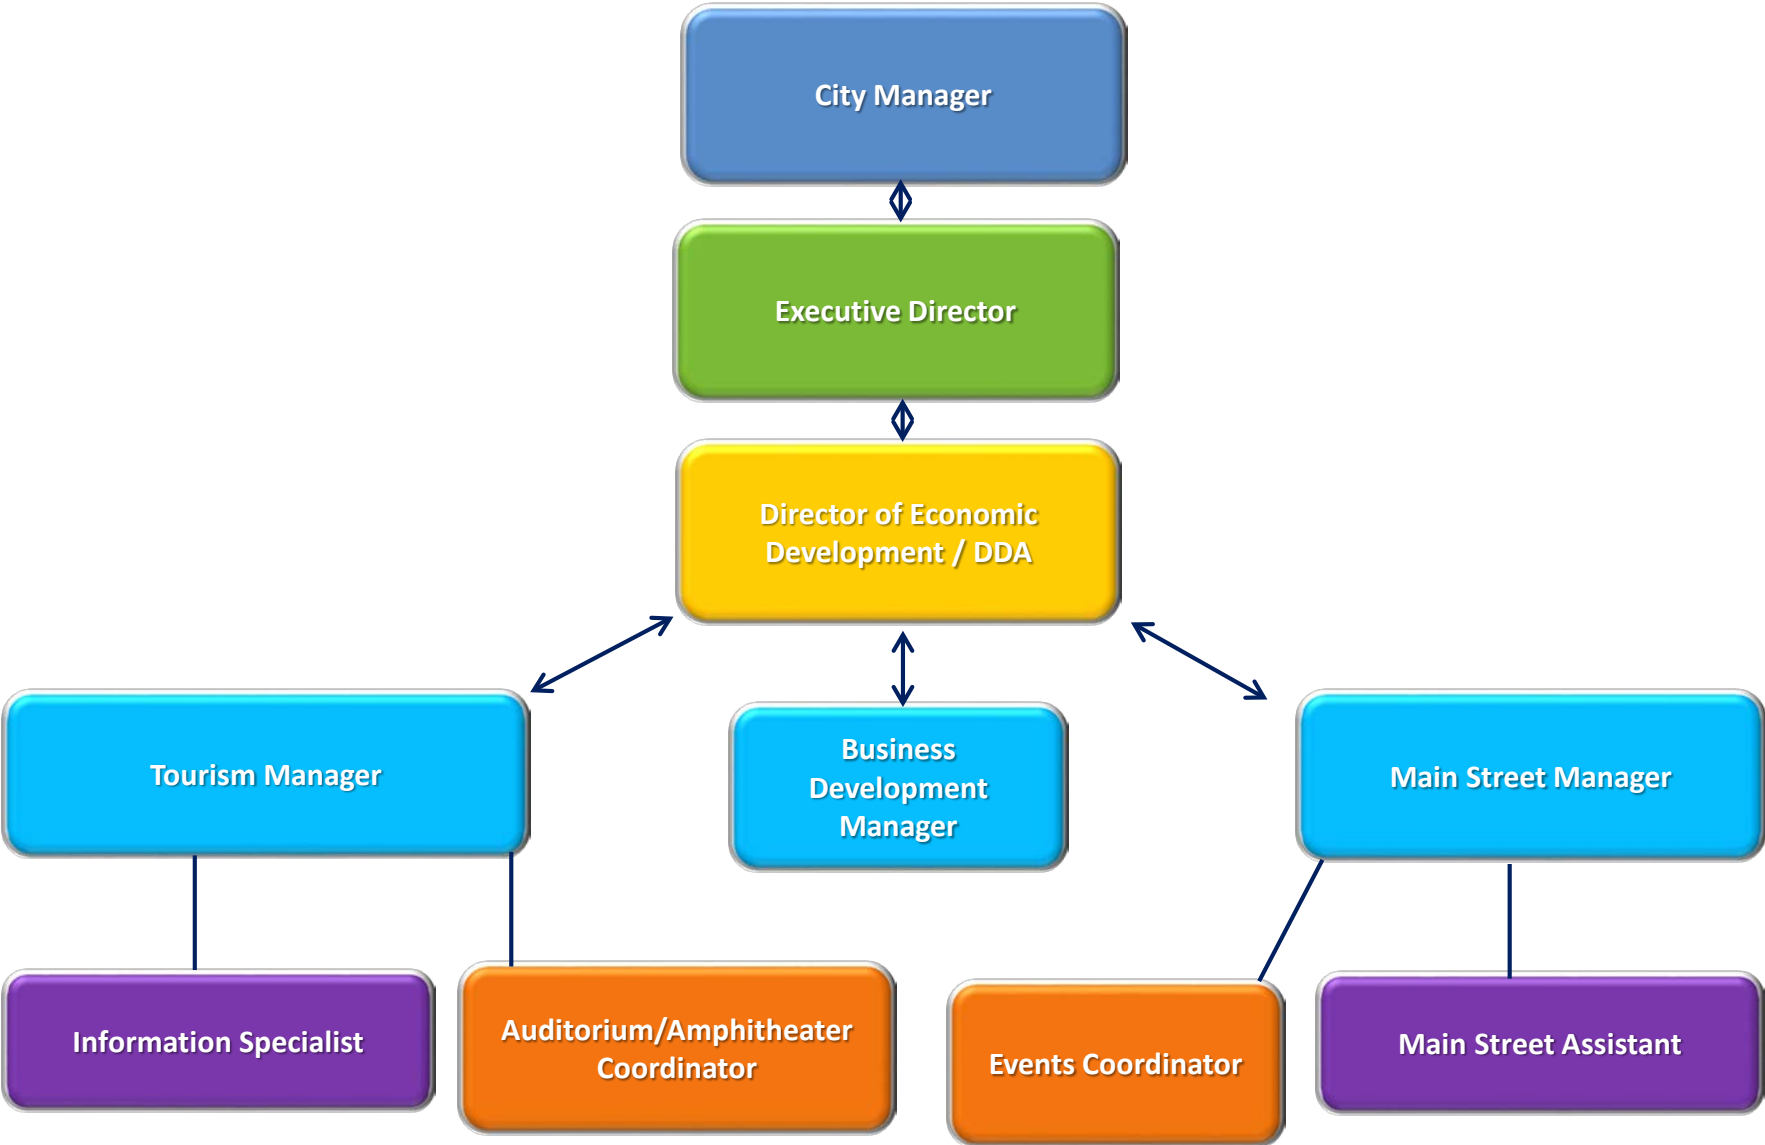 City Manager
Executive Director
Director of Economic
Development / DDA
Tourism Manager
Business
Development
Manager
Main Street Manager
Information Specialist
Auditorium/Amphitheater
Coordinator
Events Coordinator
Main Street Assistant